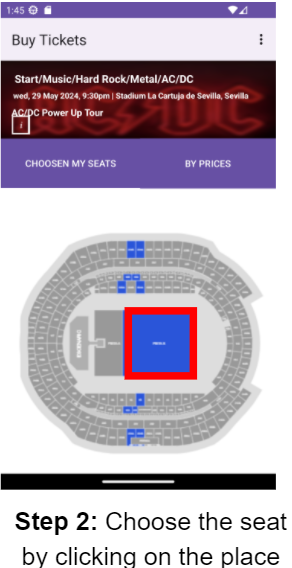 1:45
Buy Tickets
Start/Music/Hard Rock/Metal/AC/DC
wed, 29 May 2024, 9:30pm | Stadium La Cartuja de Sevilla, Sevilla
AC/DC Power Up Tour
i
CHOOSEN MY SEATS
BY PRICES
Step 2: Choose the seat
by clicking on the place